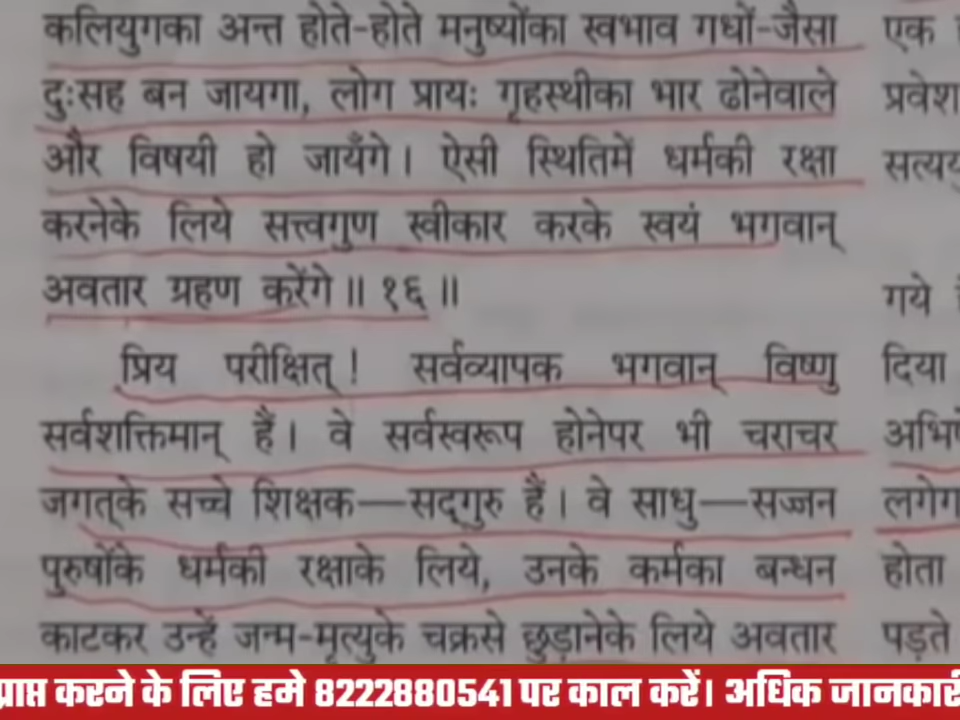 कलियुगका अन्त होते-होते मनुष्योंका स्वभाव गधों-जैसा
दुःसह बन जायगा, लोग प्रायः गृहस्थीका भार ढोनेवाले
और विषयी हो जायँगे। ऐसी स्थितिमें धर्मकी रक्षा
करनेके लिये सत्त्वगुण स्वीकार करके स्वयं भगवान्
अवतार ग्रहण करेंगे॥१६॥
प्रिय परीक्षित्! सर्वव्यापक भगवान् विष्णु
सर्वशक्तिमान् हैं। वे सर्वस्वरूप होनेपर भी चराचर
जगत्के सच्चे शिक्षक—सद्गुरु हैं। वे साधु—सज्जन
पुरुषोंके धर्मकी रक्षाके लिये, उनके कर्मका बन्धन
काटकर उन्हें जन्म-मृत्युके चक्रसे छुड़ानेके लिये अवतार
एक
प्रवेश
गये
दिया
होता
पड़ते
प्राप्त करने के लिए हमे 8222880541 पर काल करें। अधिक जानकारी